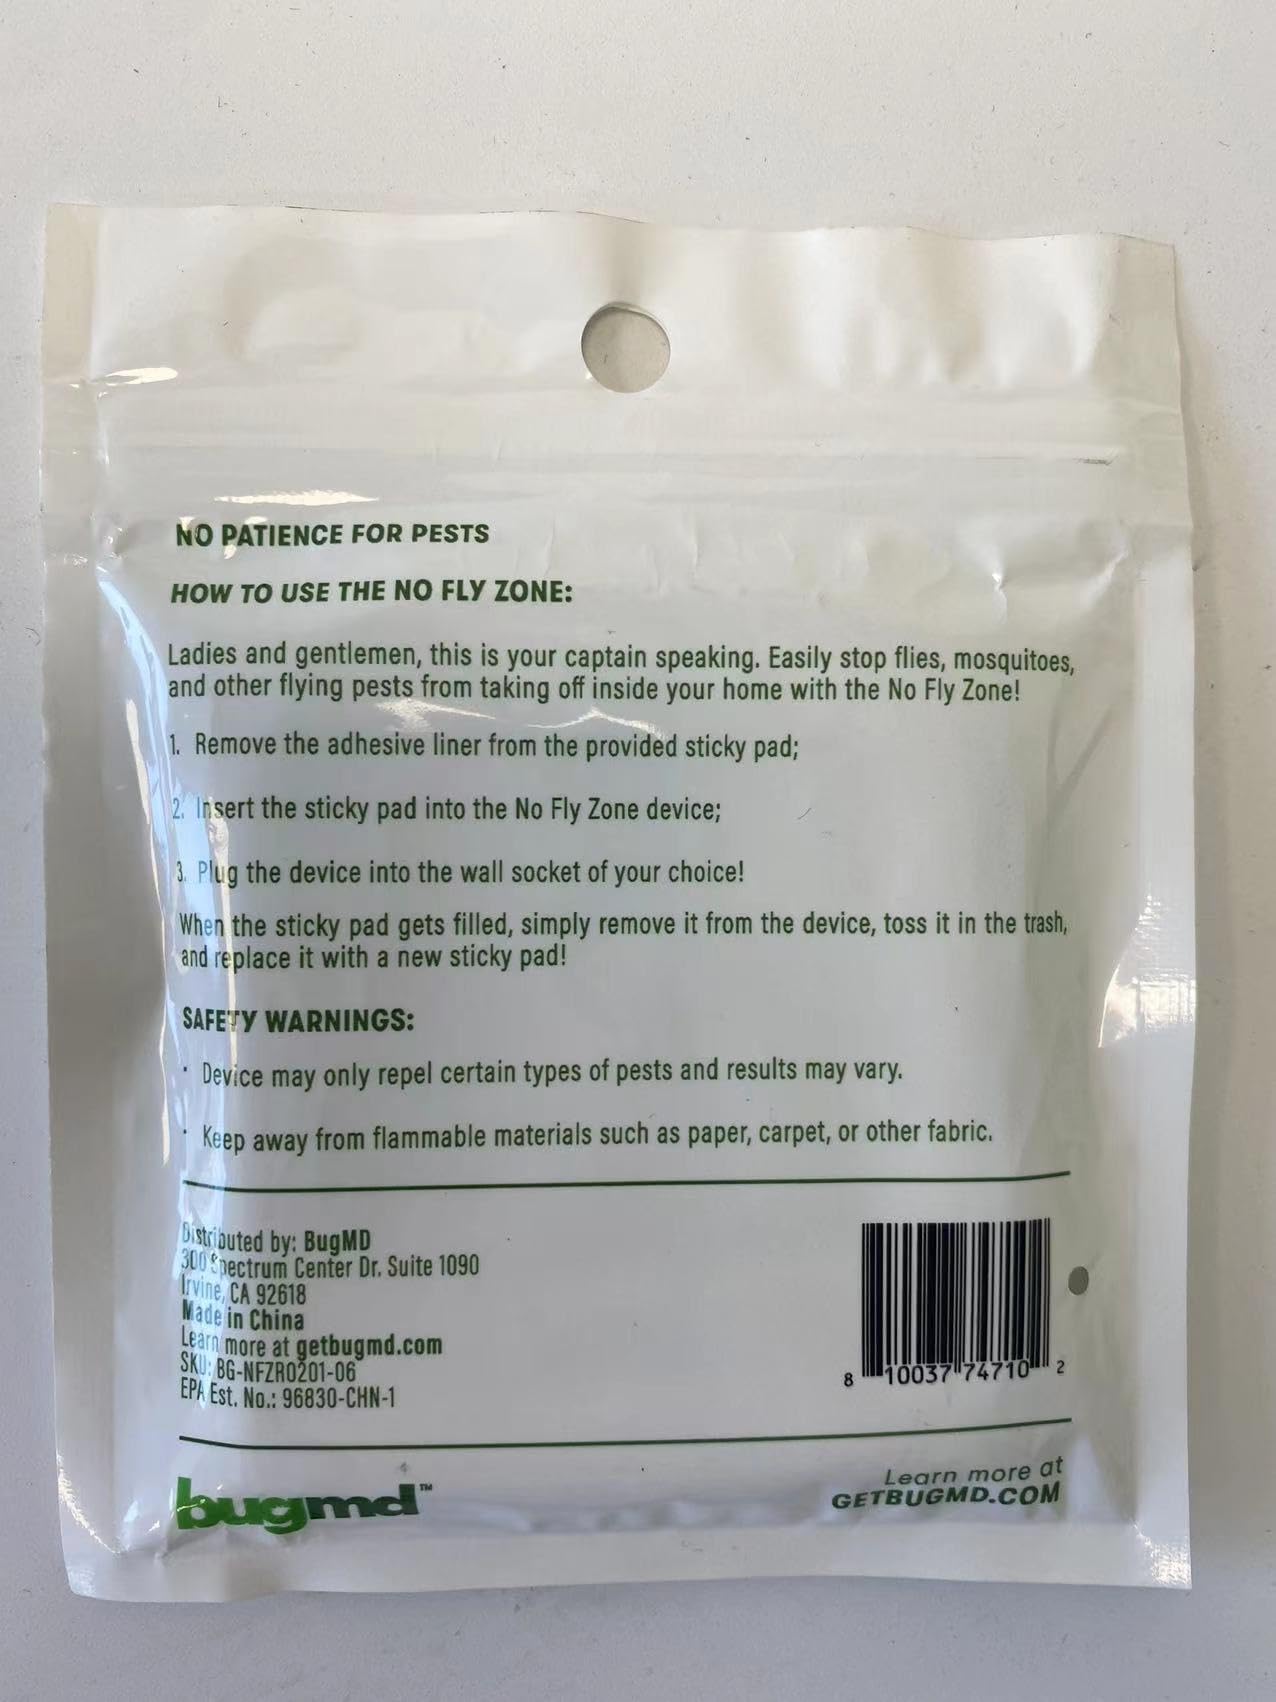 NO PATIENCE FOR PESTS
HOW TO USE THE NO FLY ZONE:
Ladies and gentlemen, this is your captain speaking. Easily stop flies, mosquitoes,
and other flying pests from taking off inside your home with the No Fly Zone!
1. Remove the adhesive liner from the provided sticky pad;
2. Insert the sticky pad into the No Fly Zone device;
3. Plug the device into the wall socket of your choice!
When the sticky pad gets filled, simply remove it from the device, toss it in the trash,
and replace it with a new sticky pad!
SAFETY WARNINGS:
· Device may only repel certain types of pests and results may vary.
· Keep away from flammable materials such as paper, carpet, or other fabric.
Distributed by: BugMD
300 Spectrum Center Dr. Suite 1090
Irvine, CA 92618
Made in China
Learn more at getbugmd.com
SKU: BG-NFZR0201-06
EPA Est. No.: 96830-CHN-1
8 10037 74710 2
bugmd™
Learn more at
GETBUGMD.COM